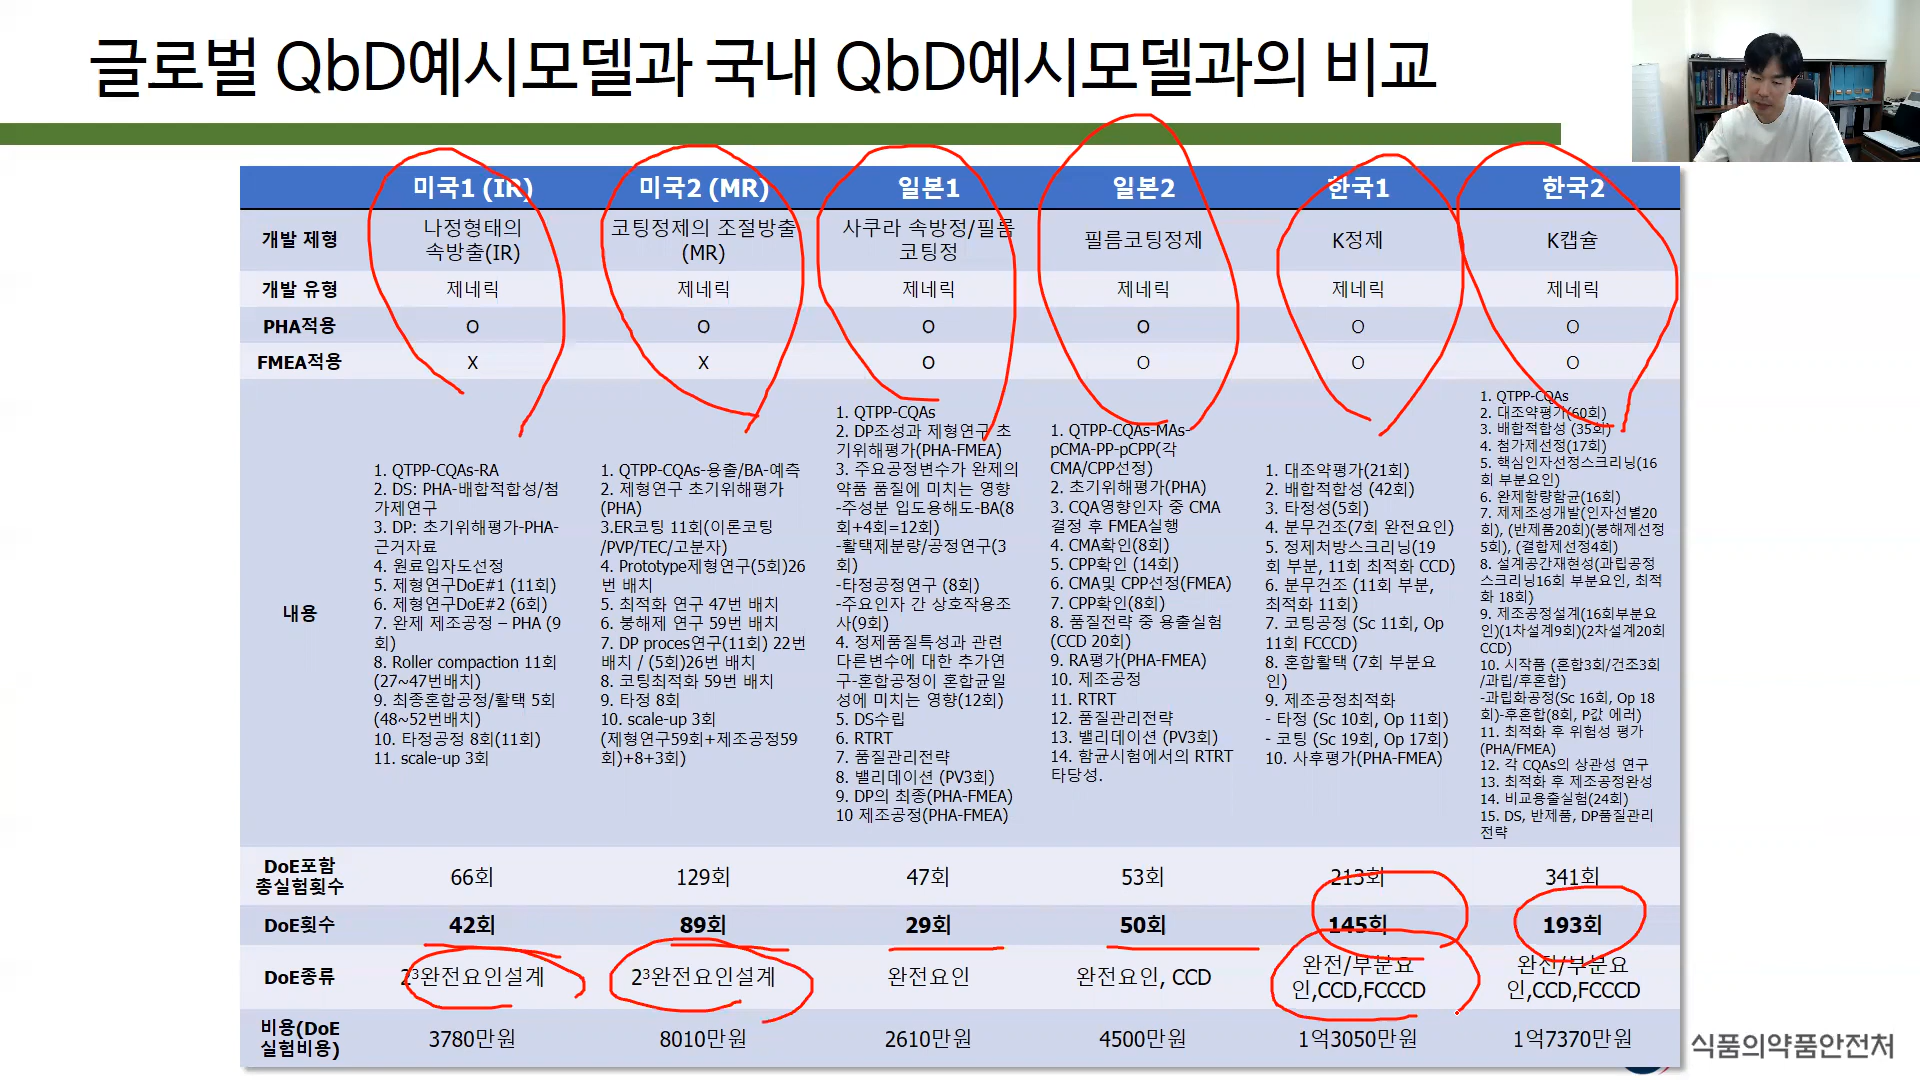 글로벌 QbD예시모델과 국내 QbD예시모델과의 비교
미국1 (IR)
미국2 (MR)
일본1
일본2
한국1
한국2
개발 제형
나정형태의
속방출(IR)
코팅정제의 조절방출
(MR)
사쿠라 속방정/필름
코팅정
필름코팅정제
K정제
K캡슐
개발 유형
제네릭
제네릭
제네릭
제네릭
제네릭
제네릭
PHA적용
O
O
O
O
O
O
FMEA적용
X
X
O
O
O
O
내용
1. QTPP-CQAs-RA
2. DS: PHA-배합적합성/첨
가제연구
3. DP: 초기위해평가-PHA-
근거자료
4. 원료입자도선정
5. 제형연구DoE#1 (11회)
6. 제형연구DoE#2 (6회)
7. 완제 제조공정 – PHA (9
회)
8. Roller compaction 11회
(27~47번배치)
9. 최종혼합공정/활택 5회
(48~52번배치)
10. 타정공정 8회(11회)
11. scale-up 3회
1. QTPP-CQAs-용출/BA-예측
2. 제형연구 초기위해평가
(PHA)
3.ER코팅 11회(이론코팅
/PVP/TEC/고분자)
4. Prototype제형연구(5회)26
번 배치
5. 최적화 연구 47번 배치
6. 붕해제 연구 59번 배치
7. DP proces연구(11회) 22번
배치 / (5회)26번 배치
8. 코팅최적화 59번 배치
9. 타정 8회
10. scale-up 3회
(제형연구59회+제조공정59
회)+8+3회)
1. QTPP-CQAs
2. DP조성과 제형연구 초
기위해평가(PHA-FMEA)
3. 주요공정변수가 완제의
약품 품질에 미치는 영향
-주성분 입도용해도-BA(8
회+4회=12회)
-활택제분량/공정연구(3
회)
-타정공정연구 (8회)
-주요인자 간 상호작용조
사(9회)
4. 정제품질특성과 관련
다른변수에 대한 추가연
구-혼합공정이 혼합균일
성에 미치는 영향(12회)
5. DS수립
6. RTRT
7. 품질관리전략
8. 밸리데이션 (PV3회)
9. DP의 최종(PHA-FMEA)
10 제조공정(PHA-FMEA)
1. QTPP-CQAs-MAs-
pCMA-PP-pCPP(각
CMA/CPP선정)
2. 초기위해평가(PHA)
3. CQA영향인자 중 CMA
결정 후 FMEA실행
4. CMA확인(8회)
5. CPP확인 (14회)
6. CMA및 CPP선정(FMEA)
7. CPP확인(8회)
8. 품질전략 중 용출실험
(CCD 20회)
9. RA평가(PHA-FMEA)
10. 제조공정
11. RTRT
12. 품질관리전략
13. 밸리데이션 (PV3회)
14. 함균시험에서의 RTRT
타당성.
1. 대조약평가(21회)
2. 배합적합성 (42회)
3. 타정성(5회)
4. 분무건조(7회 완전요인)
5. 정제처방스크리닝(19
회 부분, 11회 최적화 CCD)
6. 분무건조 (11회 부분,
최적화 11회)
7. 코팅공정 (Sc 11회, Op
11회 FCCCD)
8. 혼합활택 (7회 부분요
인)
9. 제조공정최적화
- 타정 (Sc 10회, Op 11회)
- 코팅 (Sc 19회, Op 17회)
10. 사후평가(PHA-FMEA)
1. QTPP-CQAs
2. 대조약평가(60회)
3. 배합적합성 (35회)
4. 첨가제선정(17회)
5. 핵심인자선정스크리닝(16
회 부분요인)
6. 완제함량함균(16회)
7. 제제조성개발(인자선별20
회), (반제품20회)(붕해제선정
5회), (결합제선정4회)
8. 설계공간재현성(과립공정
스크리닝16회 부분요인, 최적
화 18회)
9. 제조공정설계(16회부분요
인)(1차설계9회)(2차설계20회
CCD)
10. 시작품 (혼합3회/건조3회
/과립/후혼합)
-과립화공정(Sc 16회, Op 18
회)-후혼합(8회, P값 에러)
11. 최적화 후 위험성 평가
(PHA/FMEA)
12. 각 CQAs의 상관성 연구
13. 최적화 후 제조공정완성
14. 비교용출실험(24회)
15. DS, 반제품, DP품질관리
전략
DoE포함
총실험횟수
66회
129회
47회
53회
213회
341회
DoE횟수
42회
89회
29회
50회
145회
193회
DoE종류
2³완전요인설계
2³완전요인설계
완전요인
완전요인, CCD
완전/부분요
인,CCD,FCCCD
완전/부분요
인,CCD,FCCCD
비용(DoE
실험비용)
3780만원
8010만원
2610만원
4500만원
1억3050만원
1억7370만원
식품의약품안전처